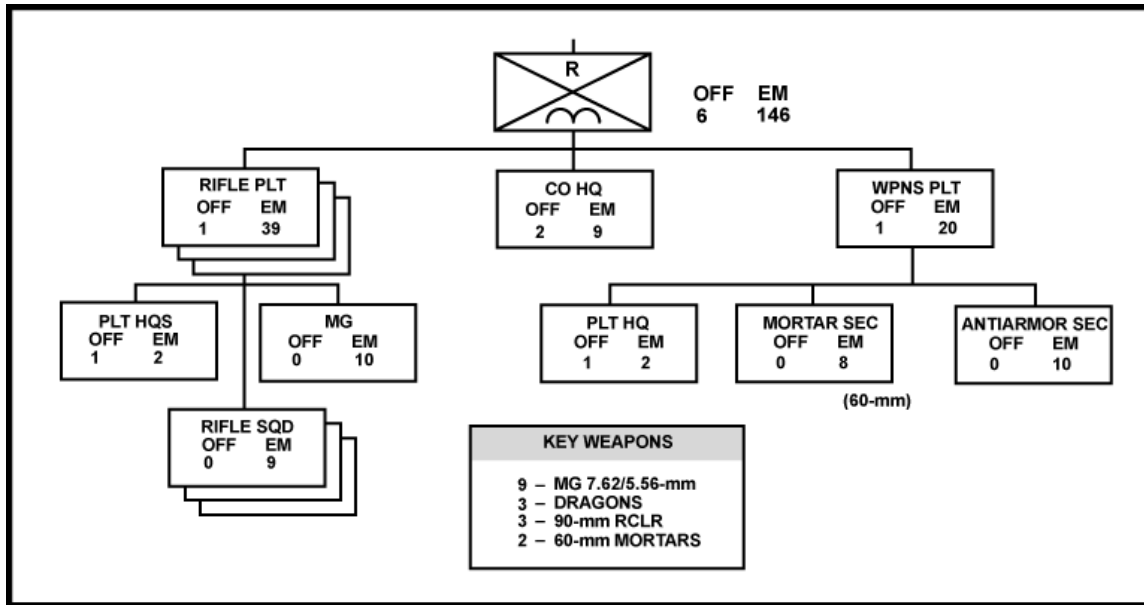 R
OFF EM
6 146
RIFLE PLT
OFF EM
1 39
CO HQ
OFF EM
2 9
WPNS PLT
OFF EM
1 20
PLT HQS
OFF EM
1 2
MG
OFF EM
0 10
PLT HQ
OFF EM
1 2
MORTAR SEC
OFF EM
0 8
(60-mm)
ANTIARMOR SEC
OFF EM
0 10
RIFLE SQD
OFF EM
0 9
KEY WEAPONS
9 – MG 7.62/5.56-mm
3 – DRAGONS
3 – 90-mm RCLR
2 – 60-mm MORTARS